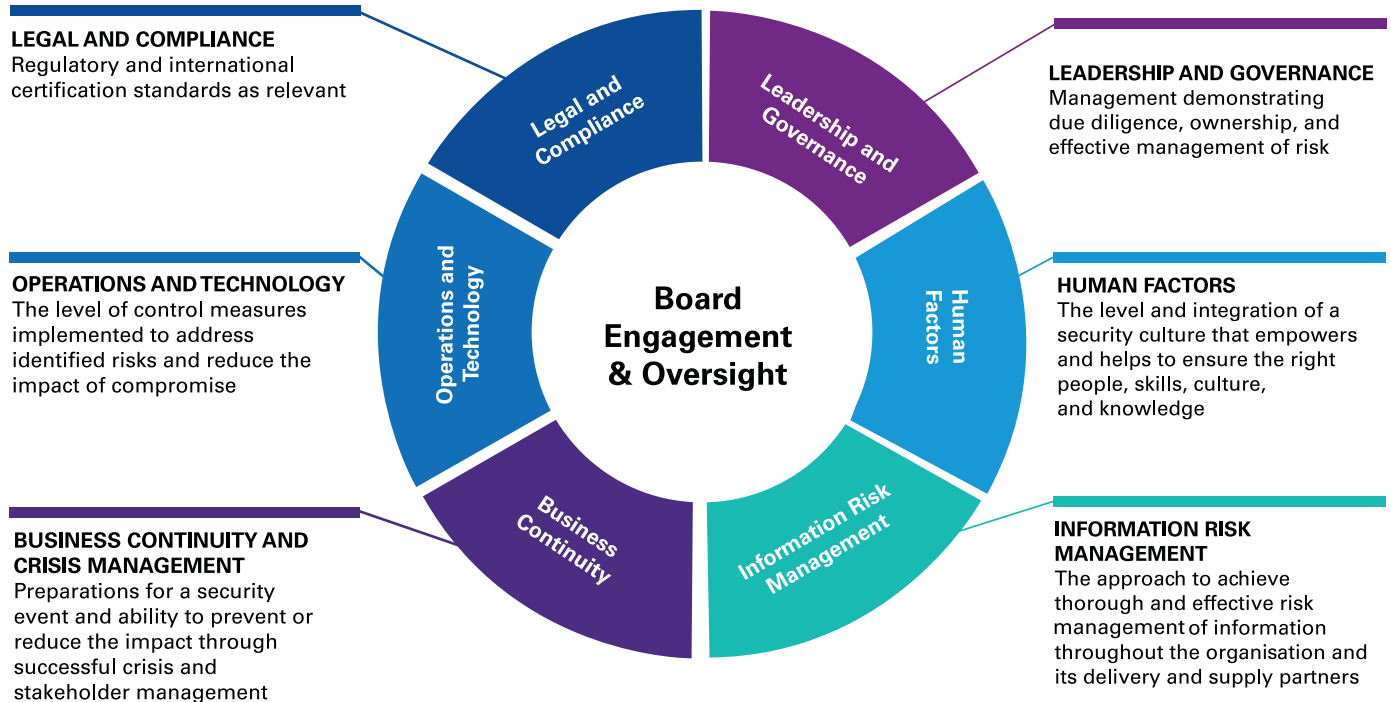 LEGAL AND COMPLIANCE
Regulatory and international
certification standards as relevant
OPERATIONS AND TECHNOLOGY
The level of control measures
implemented to address
identified risks and reduce the
impact of compromise
BUSINESS CONTINUITY AND
CRISIS MANAGEMENT
Preparations for a security
event and ability to prevent or
reduce the impact through
successful crisis and
stakeholder management
Legal and
Compliance
Leadership and
Governance
Operations and
Technology
Board
Engagement
& Oversight
Human
Factors
Business
Continuity
Information Risk
Management
LEADERSHIP AND GOVERNANCE
Management demonstrating
due diligence, ownership, and
effective management of risk
HUMAN FACTORS
The level and integration of a
security culture that empowers
and helps to ensure the right
people, skills, culture,
and knowledge
INFORMATION RISK
MANAGEMENT
The approach to achieve
thorough and effective risk
management of information
throughout the organisation and
its delivery and supply partners